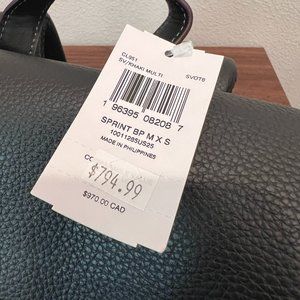 CL951
SV/KHAKI MULTI SVOT6
1 96395 08208 7
SPRINT BP M X S
10011285US25
MADE IN PHILIPPINES
$794.99
$970.00 CAD